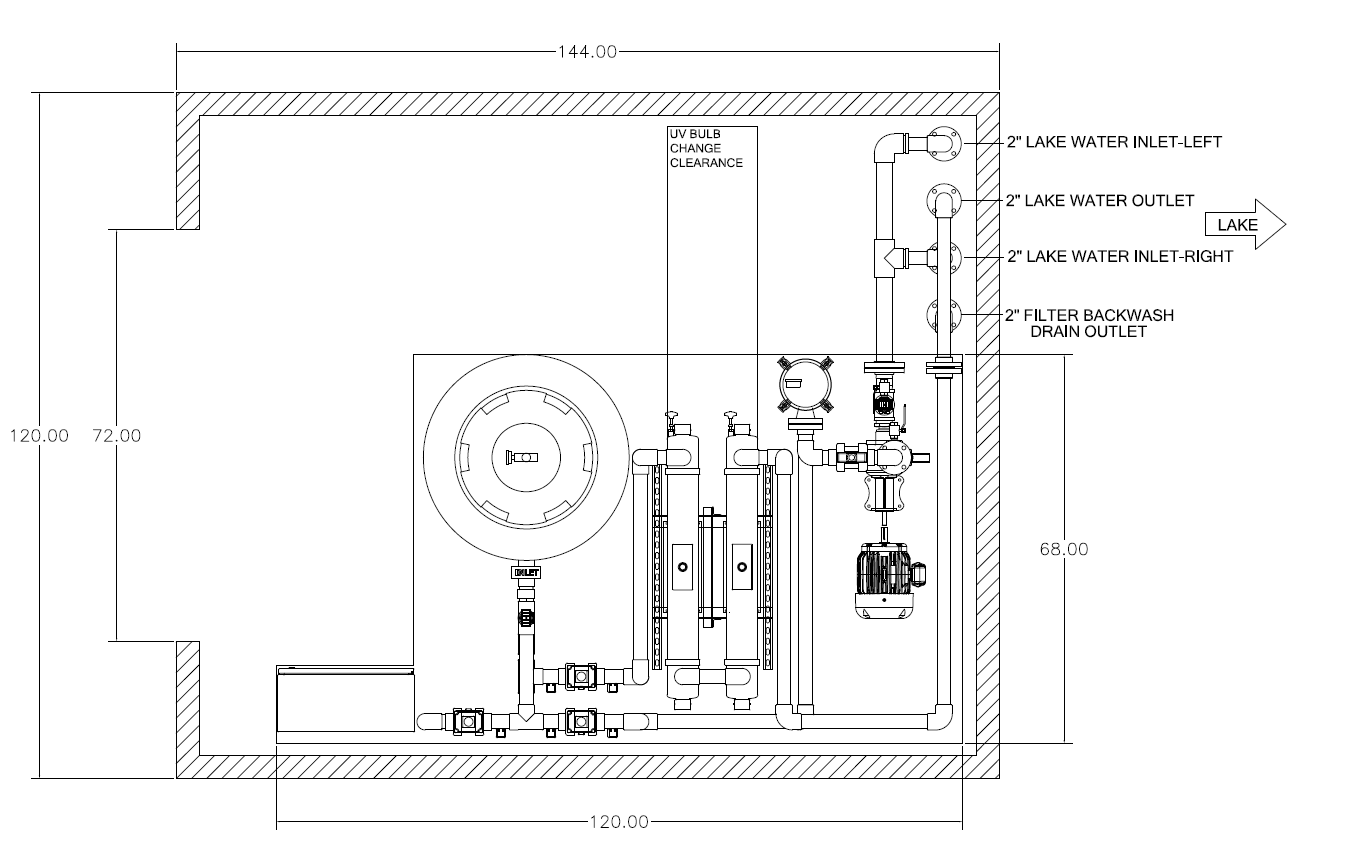 144.00
UV BULB
CHANGE
CLEARANCE
2" LAKE WATER INLET-LEFT
2" LAKE WATER OUTLET
LAKE
2" LAKE WATER INLET-RIGHT
2" FILTER BACKWASH
DRAIN OUTLET
120.00
72.00
68.00
INLET
120.00